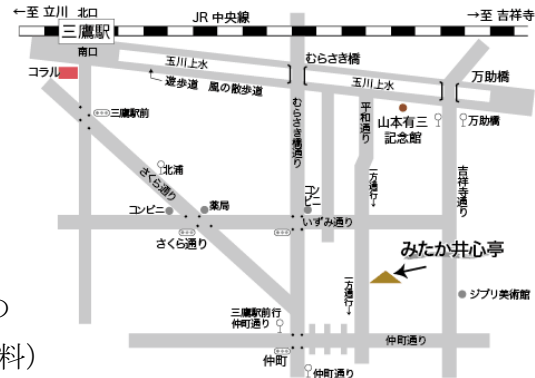 ←至 立川
北口
JR 中央線
→至 吉祥寺
三鷹駅
南口
コラル
玉川上水
むらさき橋
万助橋
遊歩道 風の散歩道
玉川上水
三鷹駅前
むらさき橋通り
平和通り
山本有三
記念館
万助橋
北浦
さくら通り
一方通行→
吉祥寺通り
コンビニ
薬局
コンビニ
いずみ通り
さくら通り
みたか井心亭
一方通行→
ジブリ美術館
三鷹駅前行
仲町通り
仲町通り
仲町
仲町通り
の
料）